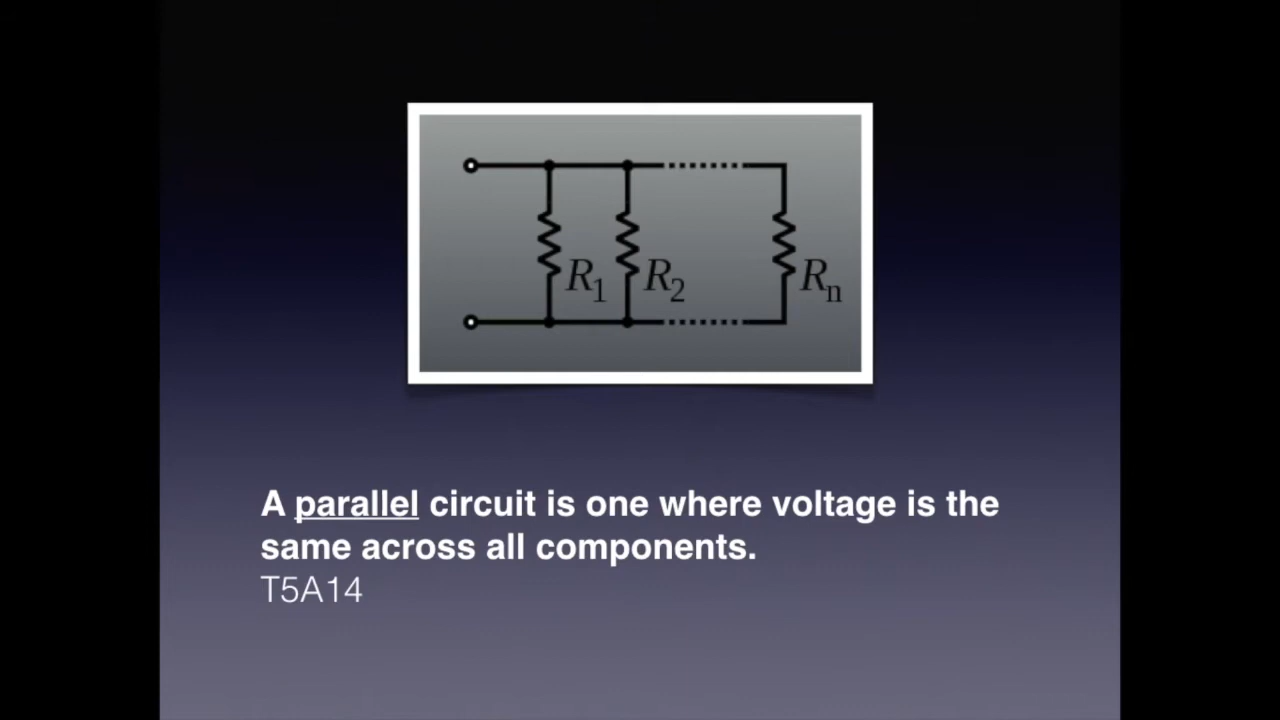 R1 R2 Rn
A parallel circuit is one where voltage is the
same across all components.
T5A14